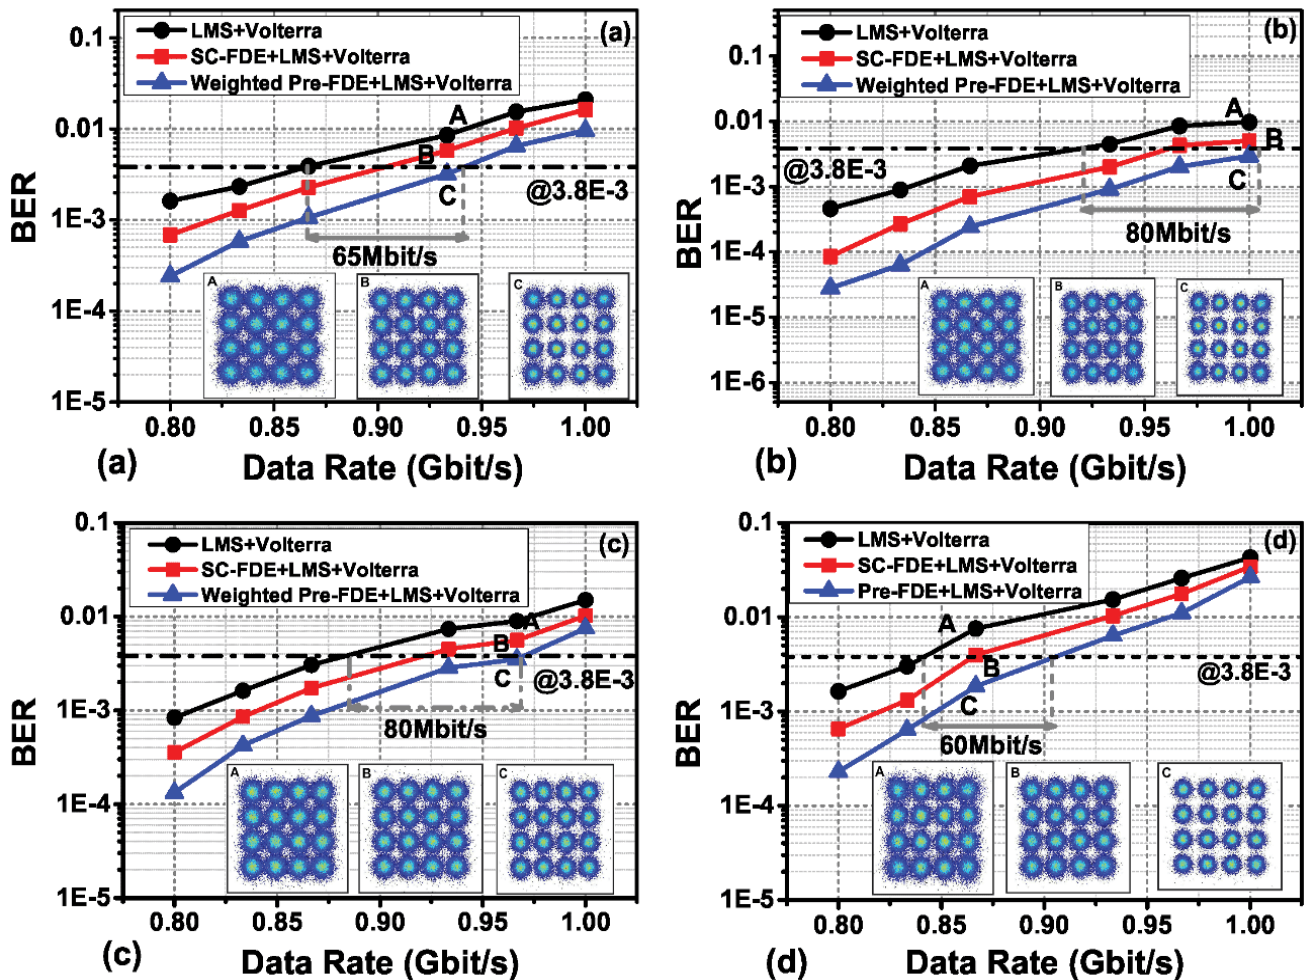 0.1
0.01
1E-3
1E-4
1E-5
BER
LMS+Volterra
SC-FDE+LMS+Volterra
Weighted Pre-FDE+LMS+Volterra
(a)
A
B
C
@3.8E-3
65Mbit/s
A
B
C
0.80
0.85
0.90
0.95
1.00
(a)
Data Rate (Gbit/s)
0.1
0.01
1E-3
1E-4
1E-5
1E-6
BER
LMS+Volterra
SC-FDE+LMS+Volterra
Weighted Pre-FDE+LMS+Volterra
(b)
A
B
C
@3.8E-3
80Mbit/s
A
B
C
0.80
0.85
0.90
0.95
1.00
(b)
Data Rate (Gbit/s)
0.1
0.01
1E-3
1E-4
1E-5
BER
LMS+Volterra
SC-FDE+LMS+Volterra
Weighted Pre-FDE+LMS+Volterra
(c)
A
B
C
@3.8E-3
80Mbit/s
A
B
C
0.80
0.85
0.90
0.95
1.00
(c)
Data Rate (Gbit/s)
0.1
0.01
1E-3
1E-4
1E-5
BER
LMS+Volterra
SC-FDE+LMS+Volterra
Pre-FDE+LMS+Volterra
(d)
A
B
C
@3.8E-3
60Mbit/s
A
B
C
0.80
0.85
0.90
0.95
1.00
(d)
Data Rate (Gbit/s)